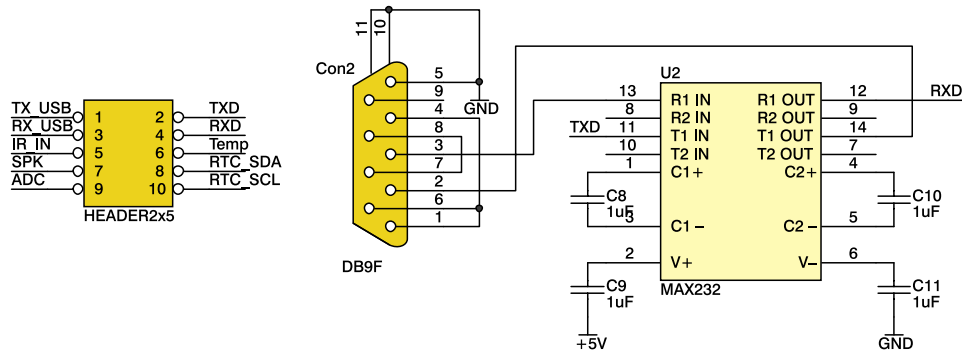 TX_USB 1 2 TXD
RX_USB 3 4 RXD
IR_IN 5 6 Temp
SPK 7 8 RTC_SDA
ADC 9 10 RTC_SCL
HEADER2x5
11
10
Con2
5
9
4
8
3
7
2
6
1
GND
DB9F
U2
13 R1 IN R1 OUT 12 RXD
8 R2 IN R2 OUT 9
TXD 11 T1 IN T1 OUT 14
10 T2 IN T2 OUT 7
1 C1+ C2+ 4
C8
1uF
C10
1uF
3 C1- C2- 5
2 V+ V- 6
MAX232
C9
1uF
C11
1uF
+5V
GND